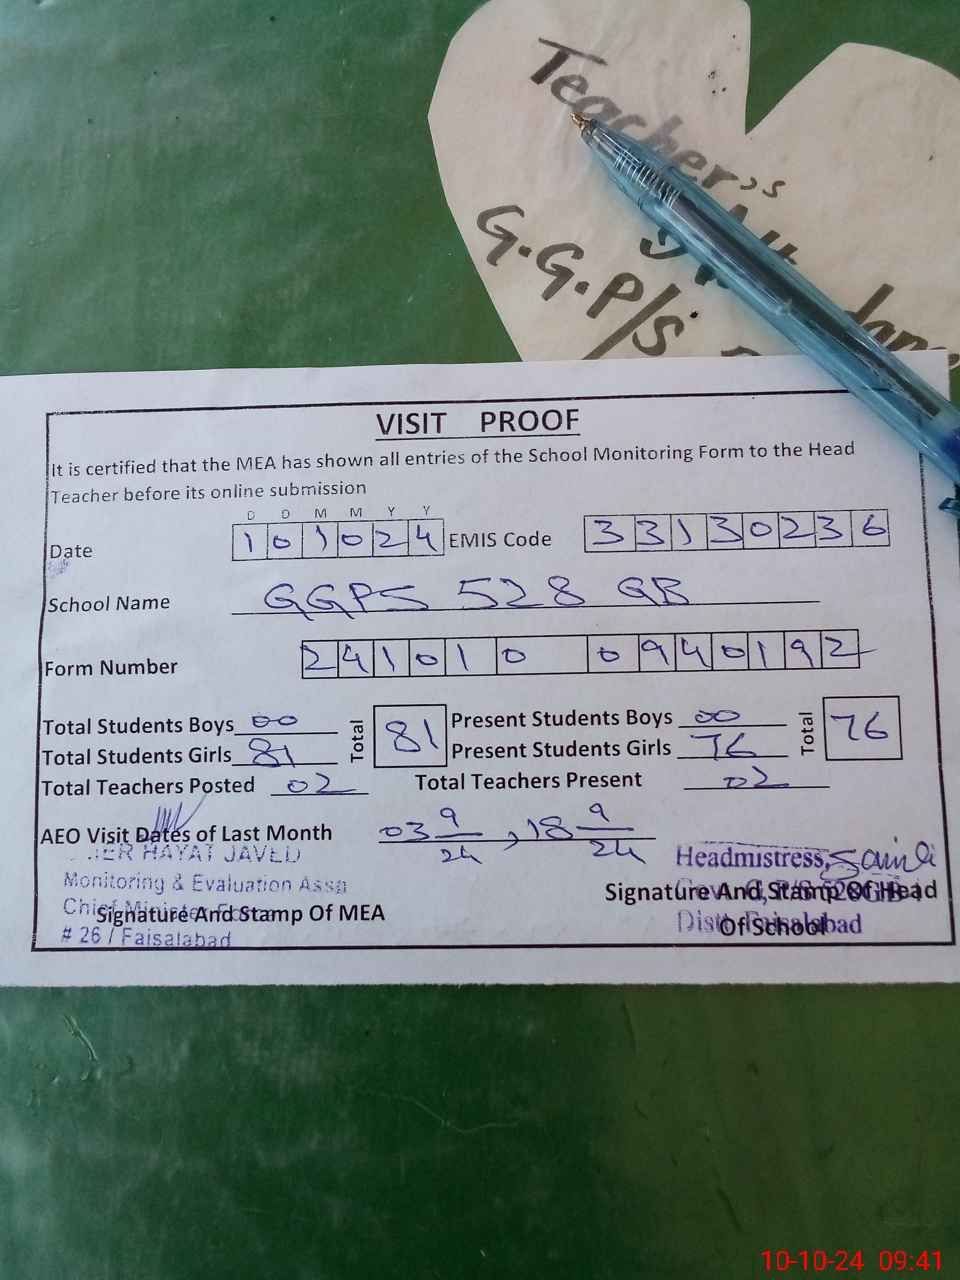 Teacher's
G.G.P/S
VISIT PROOF
It is certified that the MEA has shown all entries of the School Monitoring Form to the Head
Teacher before its online submission
D D M M Y Y
Date 1 0 1 0 2 4 EMIS Code 3 3 1 3 0 2 3 6
School Name GGPS 528 GB
Form Number 2 4 1 0 1 0 0 9 4 0 1 9 2
Total Students Boys 00 Total 81 Present Students Boys 00 Total 76
Total Students Girls 81 Present Students Girls 76
Total Teachers Posted 02 Total Teachers Present 02
AEO Visit Dates of Last Month 03 9/24, 18 9/24
HAYAT JAVED
Monitoring & Evaluation Assa
Signature And Stamp Of MEA
# 26 / Faisalabad
Headmistress,
Signature And Stamp Of Head
Of School
Distt Faisalabad
10-10-24 09:41